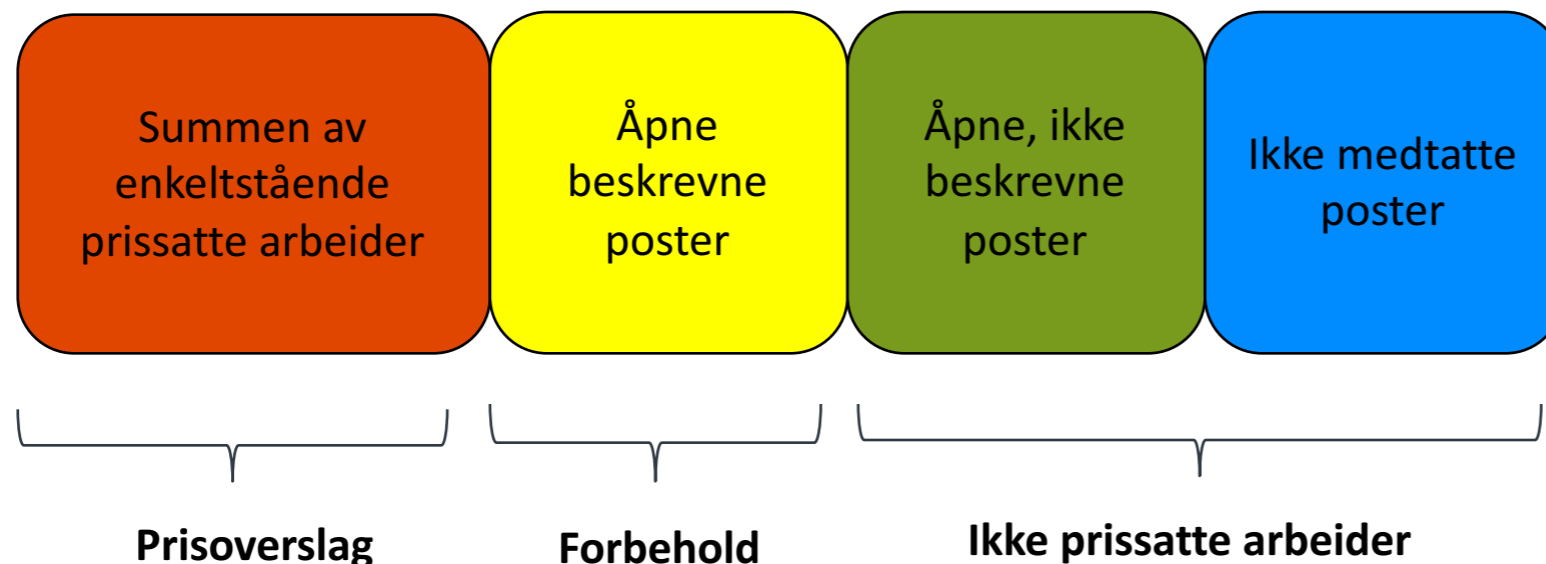 Summen av
enkeltstående
prissatte arbeider
Åpne
beskrevne
poster
Åpne, ikke
beskrevne
poster
Ikke medtatte
poster
Prisoverslag
Forbehold
Ikke prissatte arbeider